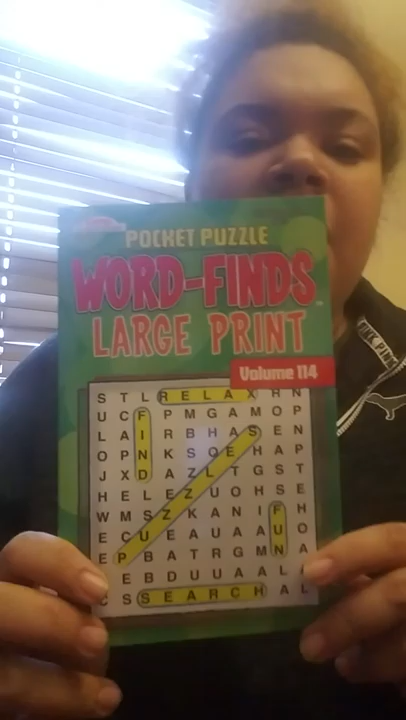 POCKET PUZZLE
WORD-FINDS
LARGE PRINT
Volume 114
S T L R E L A X H N
U C F P M G A M O P
L A I R B H A S E N
O P N K S O E H A P
J X D A Z L T G S T
H E L E Z U O H S E
W M S Z K A N I F H
E C U E A U A A U O
E P B A T R G M N
E B D U U A A L
S S E A R C H A L